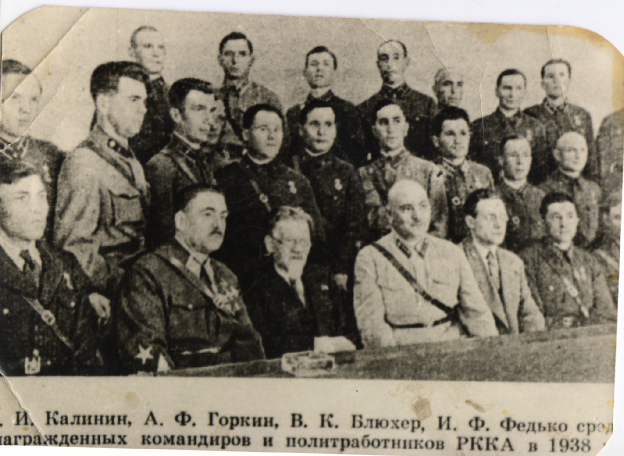 . И. Калинин, А. Ф. Горкин, В. К. Блюхер, И. Ф. Федько сред
награжденных командиров и политработников РККА в 1938